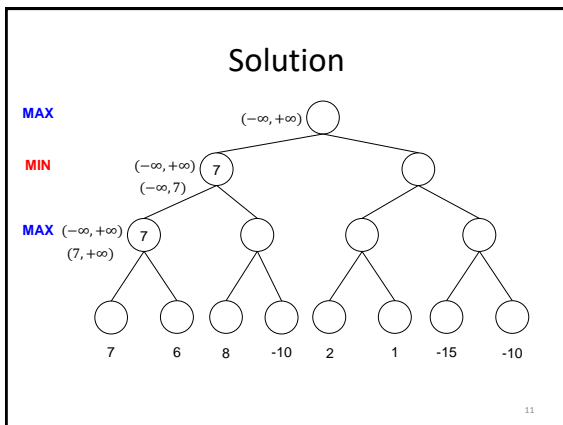 Solution
MAX (−∞, +∞)
MIN (−∞, +∞) 7
(−∞, 7)
MAX (−∞, +∞) 7
(7, +∞)
7 6 8 -10 2 1 -15 -10
11